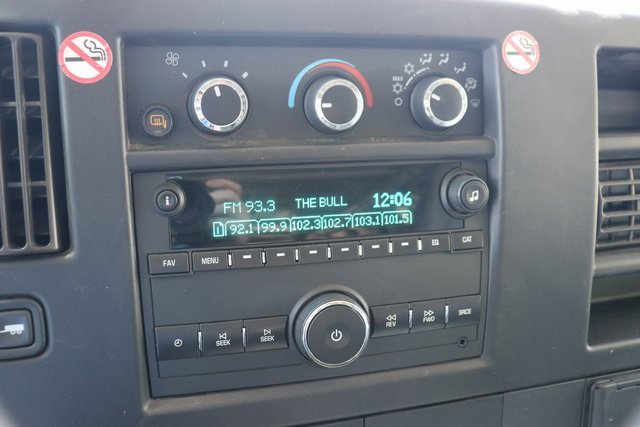 MAX
FM 93.3 THE BULL 12:06
1 92.1 99.9 102.3 102.7 103.1 101.5
i
FAV MENU EQ CAT
SEEK SEEK REV FWD SRCE